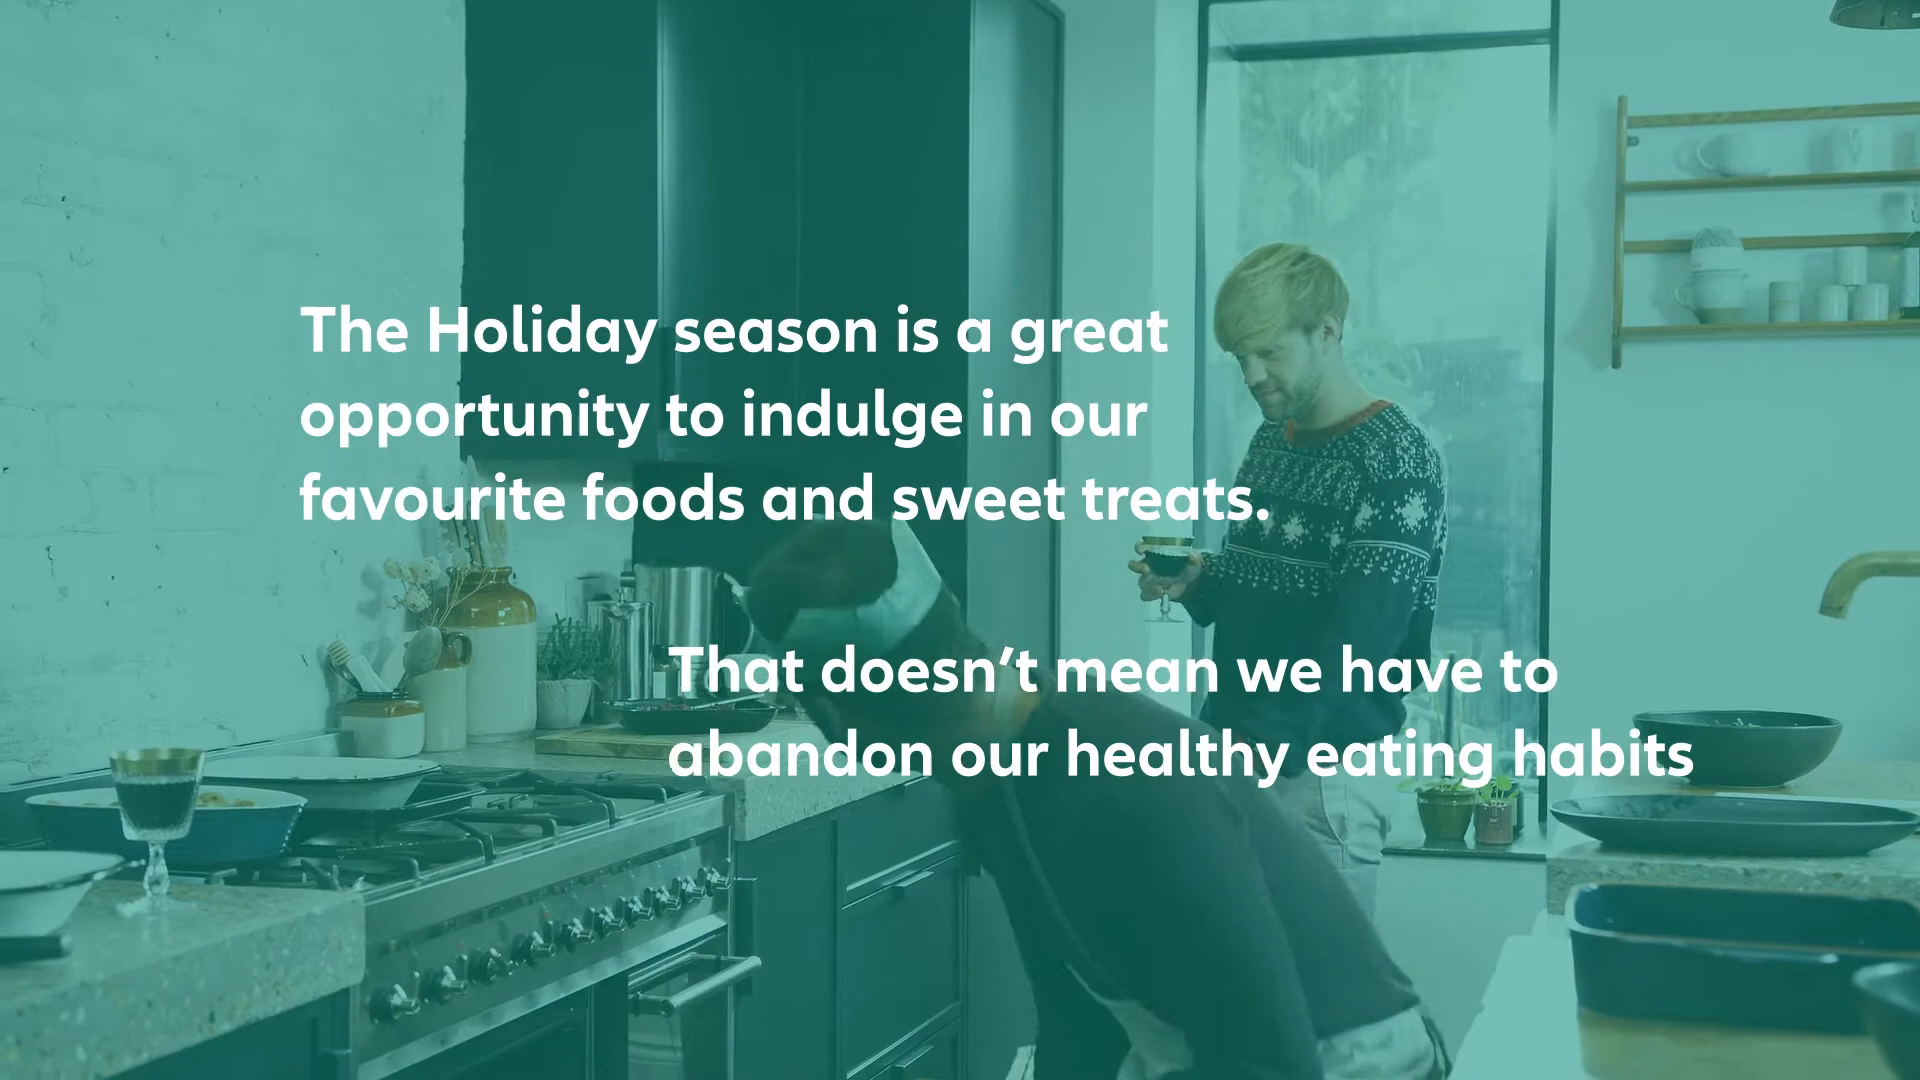 The Holiday season is a great
opportunity to indulge in our
favourite foods and sweet treats.
That doesn’t mean we have to
abandon our healthy eating habits